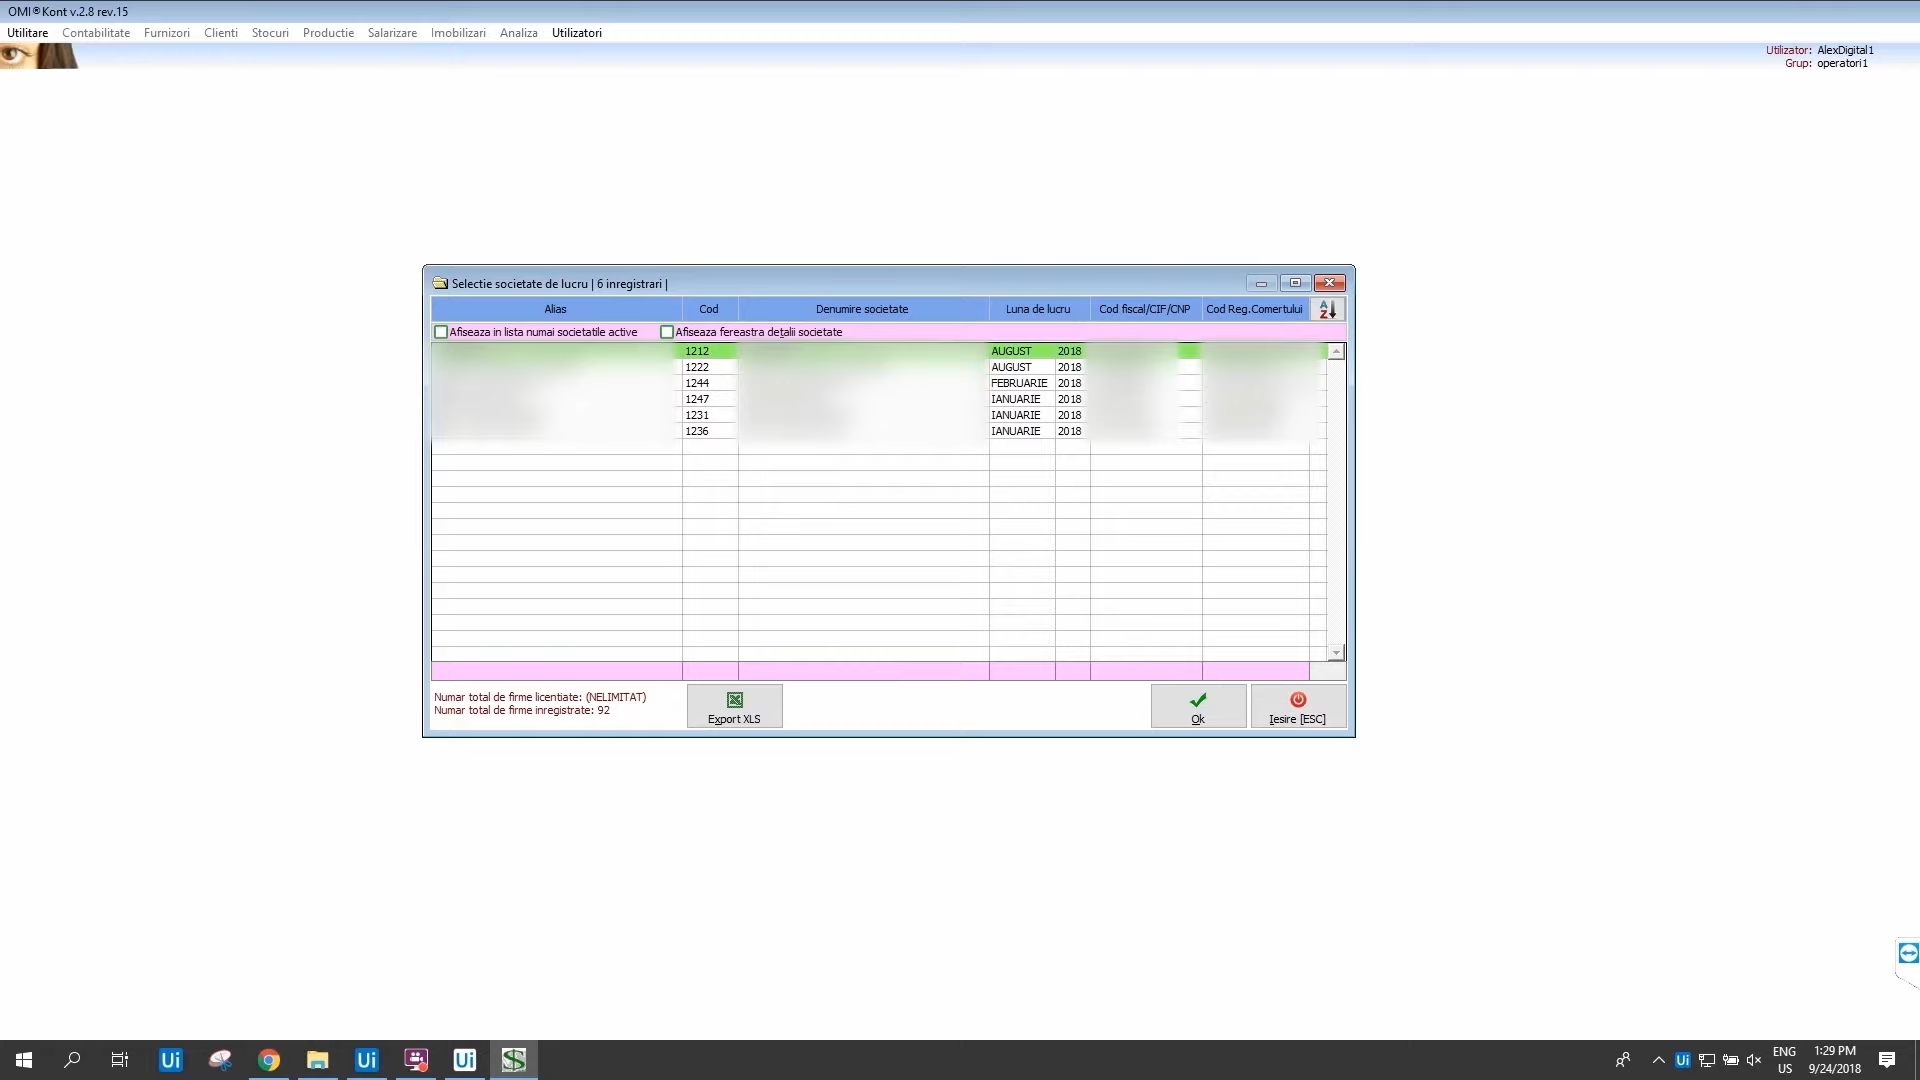 OMI®Kont v.2.8 rev.15
Utilitare Contabilitate Furnizori Clienti Stocuri Productie Salarizare Imobilizari Analiza Utilizatori
Utilizator: AlexDigital1
Grup: operatori1
Selectie societate de lucru | 6 inregistrari |
Alias Cod Denumire societate Luna de lucru Cod fiscal/CIF/CNP Cod Reg.Comertului
Afiseaza in lista numai societatile active Afiseaza fereastra detalii societate
1212 AUGUST 2018
1222 AUGUST 2018
1244 FEBRUARIE 2018
1247 IANUARIE 2018
1231 IANUARIE 2018
1236 IANUARIE 2018
Numar total de firme licentiate: (NELIMITAT)
Numar total de firme inregistrate: 92
Export XLS
Ok
Iesire [ESC]
ENG
US
1:29 PM
9/24/2018